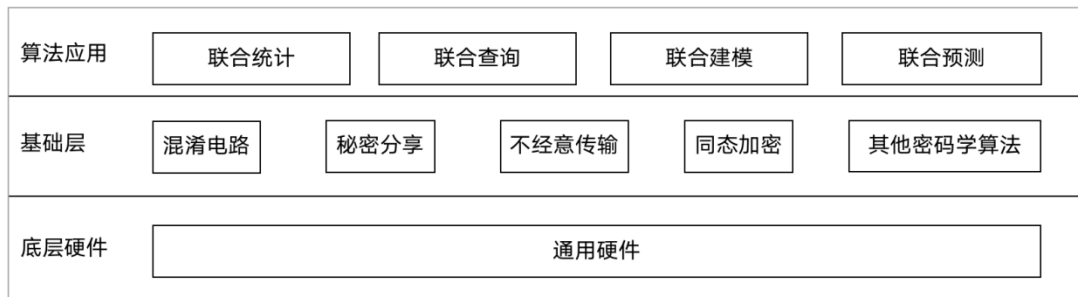 算法应用 联合统计 联合查询 联合建模 联合预测
基础层 混淆电路 秘密分享 不经意传输 同态加密 其他密码学算法
底层硬件 通用硬件